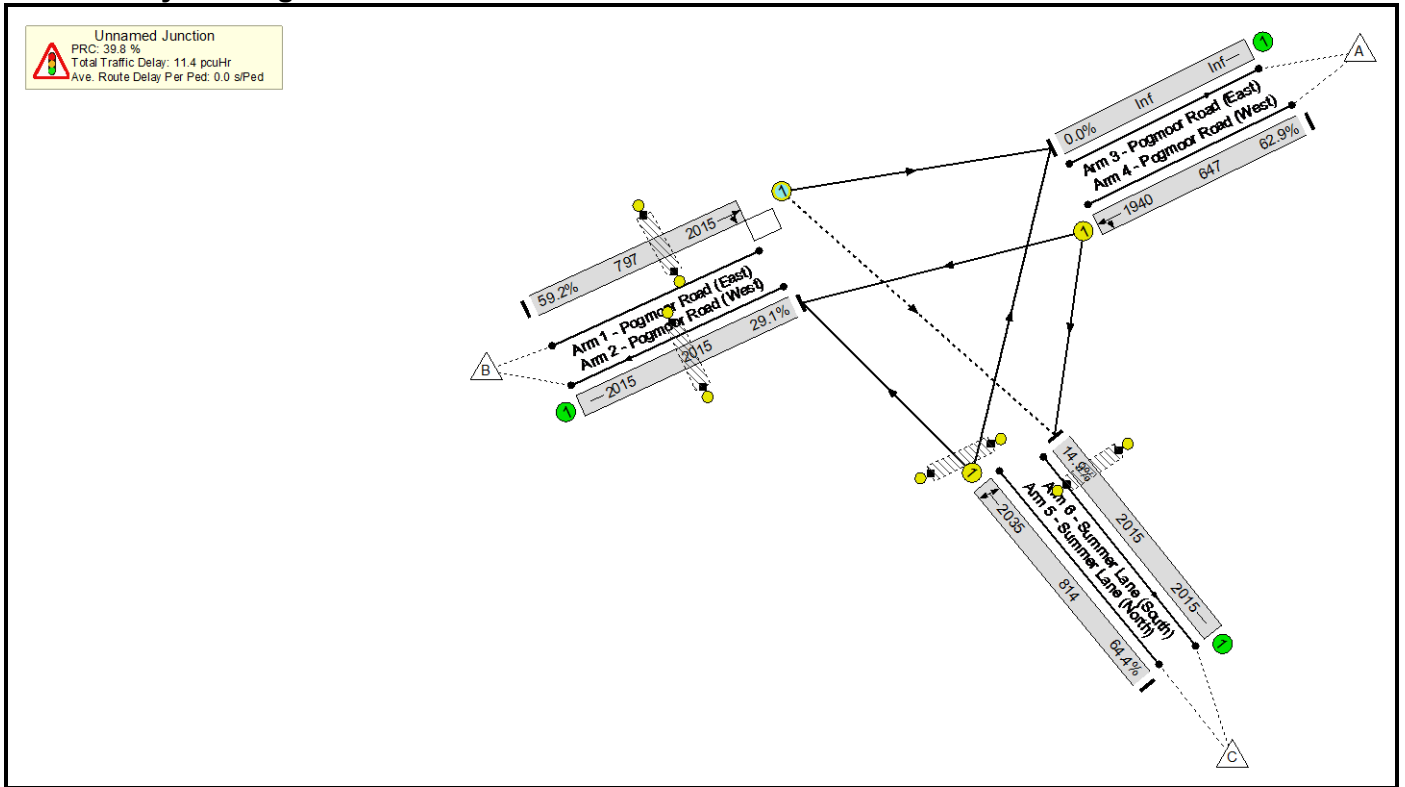 Unnamed Junction
PRC: 39.8 %
Total Traffic Delay: 11.4 pcuHr
Ave. Route Delay Per Ped: 0.0 s/Ped
1
A
Inf
Inf
0.0%
Arm 3 - Pogmoor Road (East)
Arm 4 - Pogmoor Road (West)
62.9%
647
1940
1
1
2015
797
59.2%
Arm 1 - Pogmoor Road (East)
Arm 2 - Pogmoor Road (West)
29.1%
2015
2015
B
1
1
14.9%
2015
2015
Arm 6 - Summer Lane (South)
Arm 5 - Summer Lane (North)
2035
814
64.4%
1
C